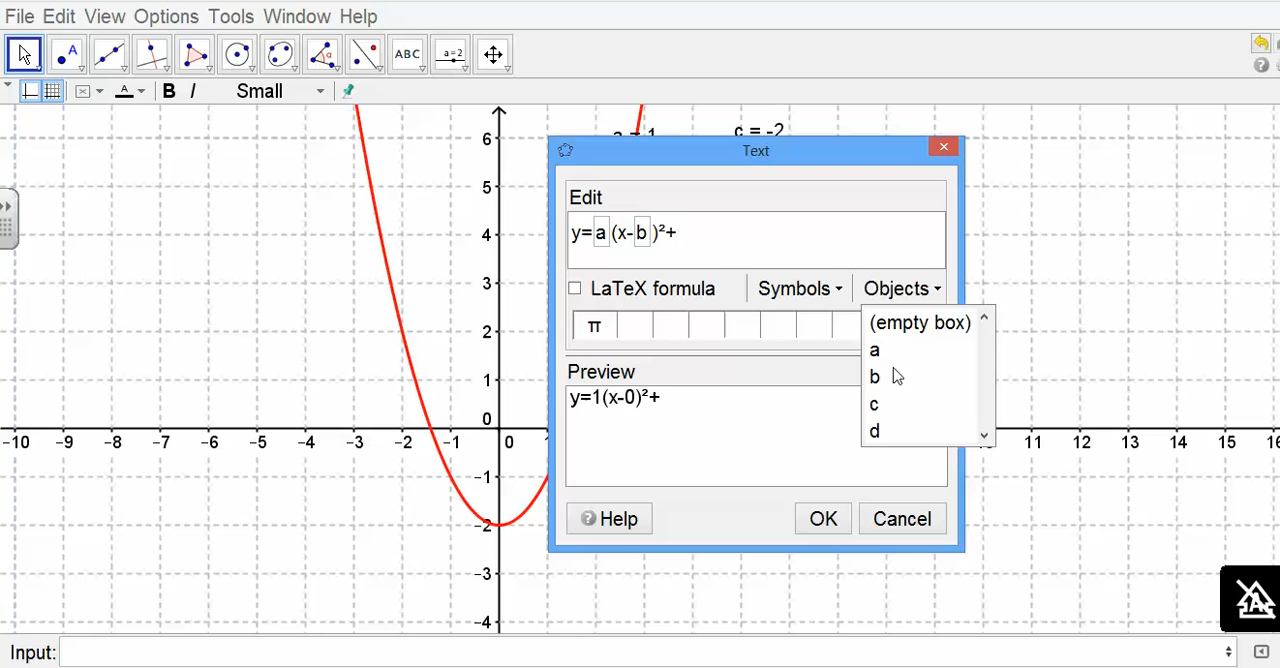 File Edit View Options Tools Window Help
A ABC a=2
A B I Small
a = 1 c = -2
Text
Edit
y= a (x- b )²+
LaTeX formula Symbols Objects
π
(empty box)
a
b
c
d
Preview
y=1(x-0)²+
Help OK Cancel
6
5
4
3
2
1
0
-10 -9 -8 -7 -6 -5 -4 -3 -2 -1 0 11 12 13 14 15 16
-1
-2
-3
-4
Input: